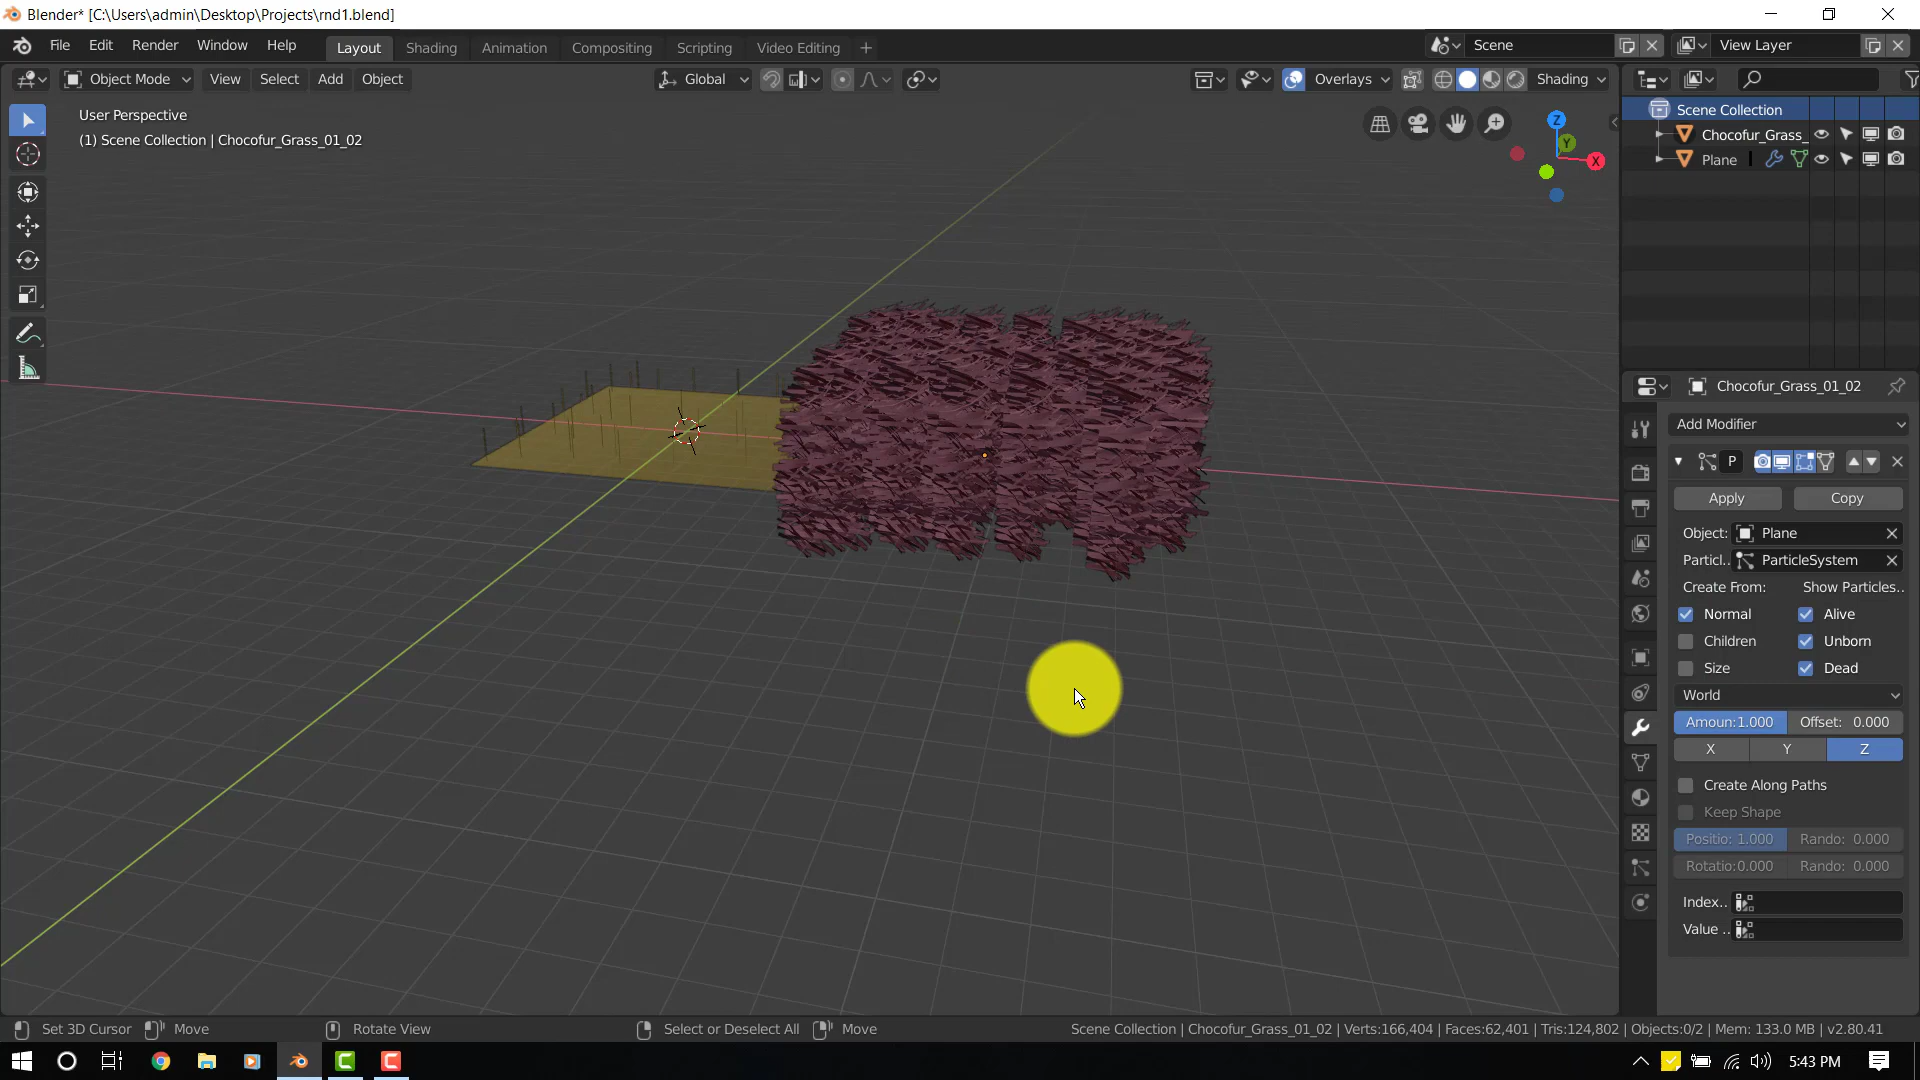 Blender* [C:\Users\admin\Desktop\Projects\rnd1.blend]
File Edit Render Window Help Layout Shading Animation Compositing Scripting Video Editing + Scene View Layer
Object Mode View Select Add Object Global Overlays Shading
User Perspective
(1) Scene Collection | Chocofur_Grass_01_02
Z
Y
X
Scene Collection
Chocofur_Grass_
Plane
Chocofur_Grass_01_02
Add Modifier
P
Apply Copy
Object: Plane
Particl.. ParticleSystem
Create From: Show Particles..
Normal Alive
Children Unborn
Size Dead
World
Amoun:1.000 Offset: 0.000
X Y Z
Create Along Paths
Keep Shape
Positio: 1.000 Rando: 0.000
Rotatio:0.000 Rando: 0.000
Index..
Value ..
Set 3D Cursor Move Rotate View Select or Deselect All Move Scene Collection | Chocofur_Grass_01_02 | Verts:166,404 | Faces:62,401 | Tris:124,802 | Objects:0/2 | Mem: 133.0 MB | v2.80.41
5:43 PM